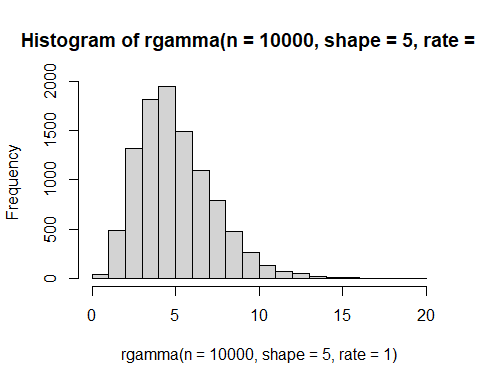 Histogram of rgamma(n = 10000, shape = 5, rate =
Frequency
0
500
1000
1500
2000
0 5 10 15 20
rgamma(n = 10000, shape = 5, rate = 1)